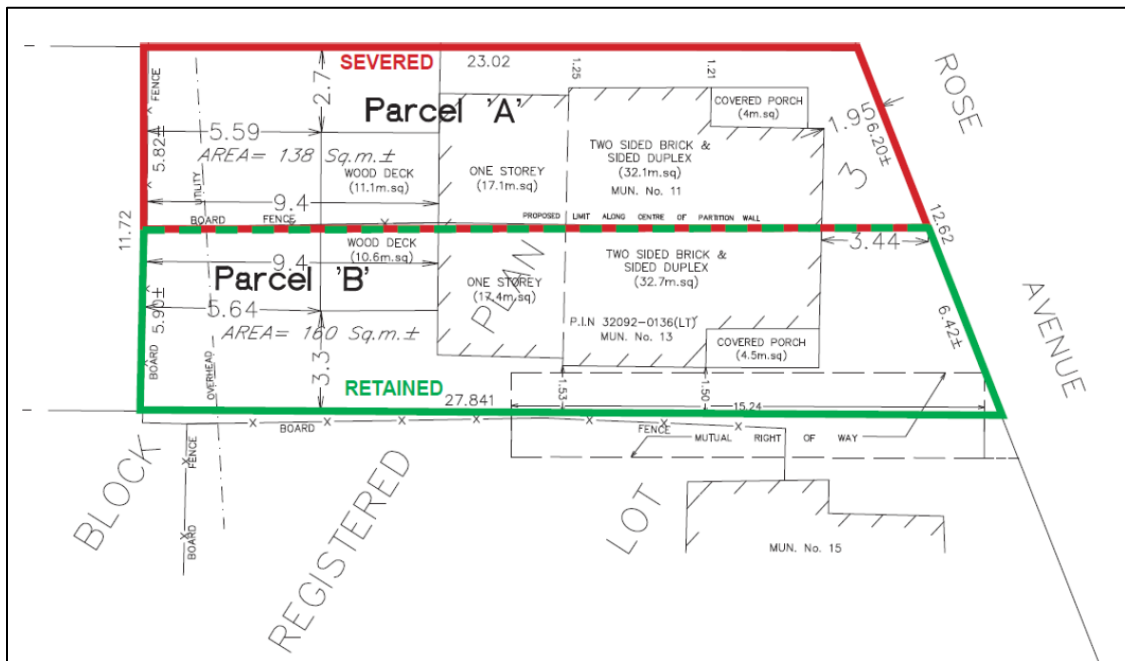 SEVERED
23.02
1.25
1.21
ROSE
FENCE
2.7
Parcel 'A'
COVERED PORCH
(4m.sq)
1.95
6.20±
5.82±
5.59
AREA= 138 Sq.m.±
WOOD DECK
(11.1m.sq)
ONE STOREY
(17.1m.sq)
TWO SIDED BRICK &
SIDED DUPLEX
(32.1m.sq)
MUN. No. 11
3
UTILITY
9.4
BOARD FENCE
PROPOSED LIMIT ALONG CENTRE OF PARTITION WALL
11.72
12.62
WOOD DECK
(10.6m.sq)
9.4
3.44
Parcel 'B'
TWO SIDED BRICK &
SIDED DUPLEX
(32.7m.sq)
ONE STOREY
(17.4m.sq)
PLAN
5.90±
5.64
AREA= 160 Sq.m.±
P.I.N 32092-0136(LT)
MUN. No. 13
6.42±
AVENUE
BOARD
OVERHEAD
3.3
COVERED PORCH
(4.5m.sq)
RETAINED
27.841
1.53
1.50
15.24
BOARD
FENCE
MUTUAL RIGHT OF WAY
FENCE
BOARD
BLOCK
REGISTERED
LOT
MUN. No. 15